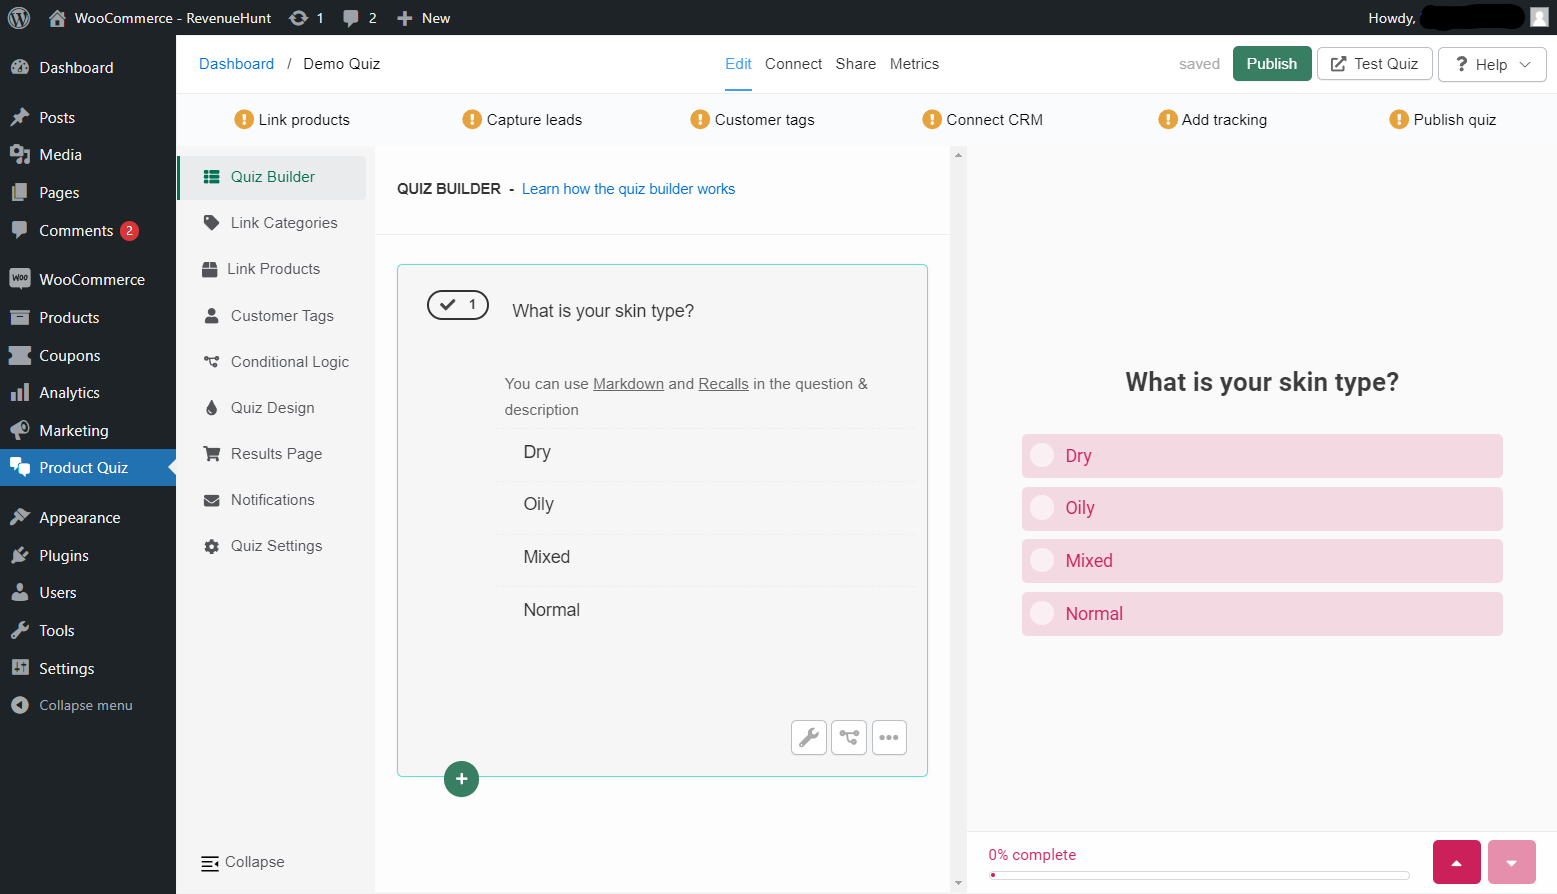 WooCommerce - RevenueHunt 1 2 New Howdy,
Dashboard
Posts
Media
Pages
Comments 2
WooCommerce
Products
Coupons
Analytics
Marketing
Product Quiz
Appearance
Plugins
Users
Tools
Settings
Collapse menu
Dashboard / Demo Quiz
Edit Connect Share Metrics
saved Publish Test Quiz ? Help
! Link products ! Capture leads ! Customer tags ! Connect CRM ! Add tracking ! Publish quiz
Quiz Builder
Link Categories
Link Products
Customer Tags
Conditional Logic
Quiz Design
Results Page
Notifications
Quiz Settings
Collapse
QUIZ BUILDER - Learn how the quiz builder works
1 What is your skin type?
You can use Markdown and Recalls in the question &
description
Dry
Oily
Mixed
Normal
What is your skin type?
Dry
Oily
Mixed
Normal
0% complete